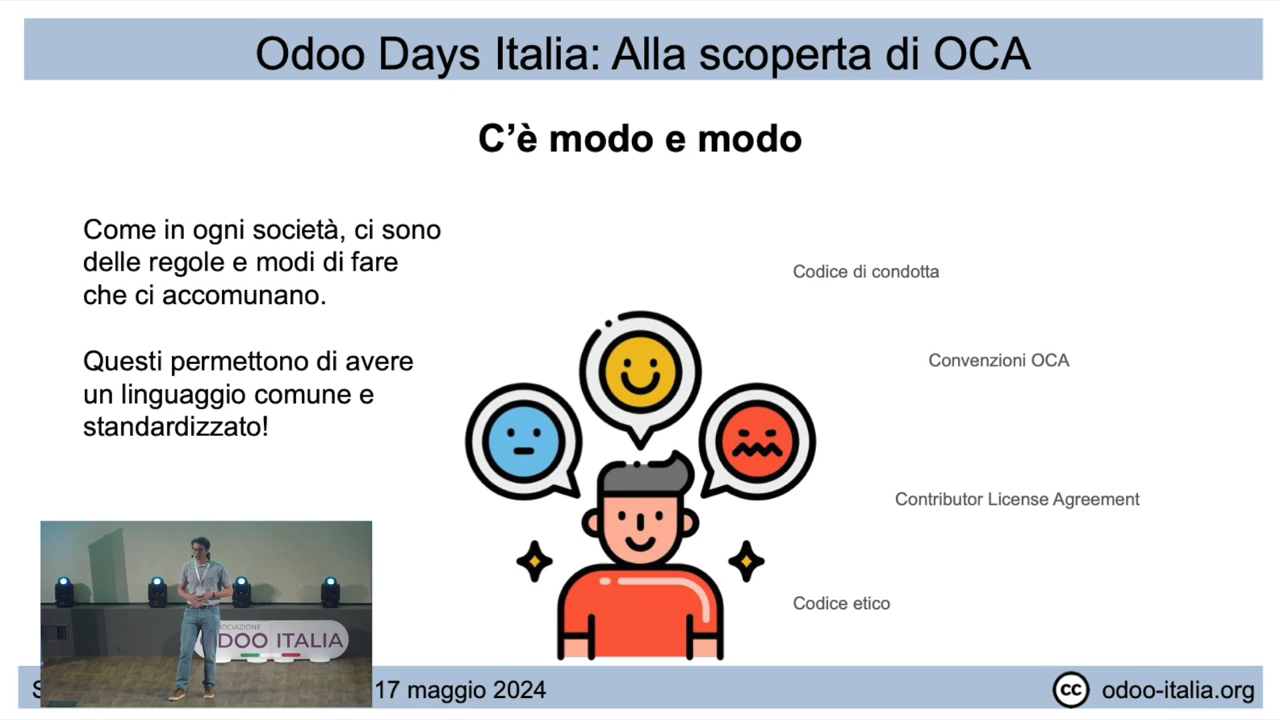 Odoo Days Italia: Alla scoperta di OCA
C'è modo e modo
Come in ogni società, ci sono
delle regole e modi di fare
che ci accomunano.
Questi permettono di avere
un linguaggio comune e
standardizzato!
Codice di condotta
Convenzioni OCA
Contributor License Agreement
Codice etico
ODOO ITALIA
17 maggio 2024
cc odoo-italia.org